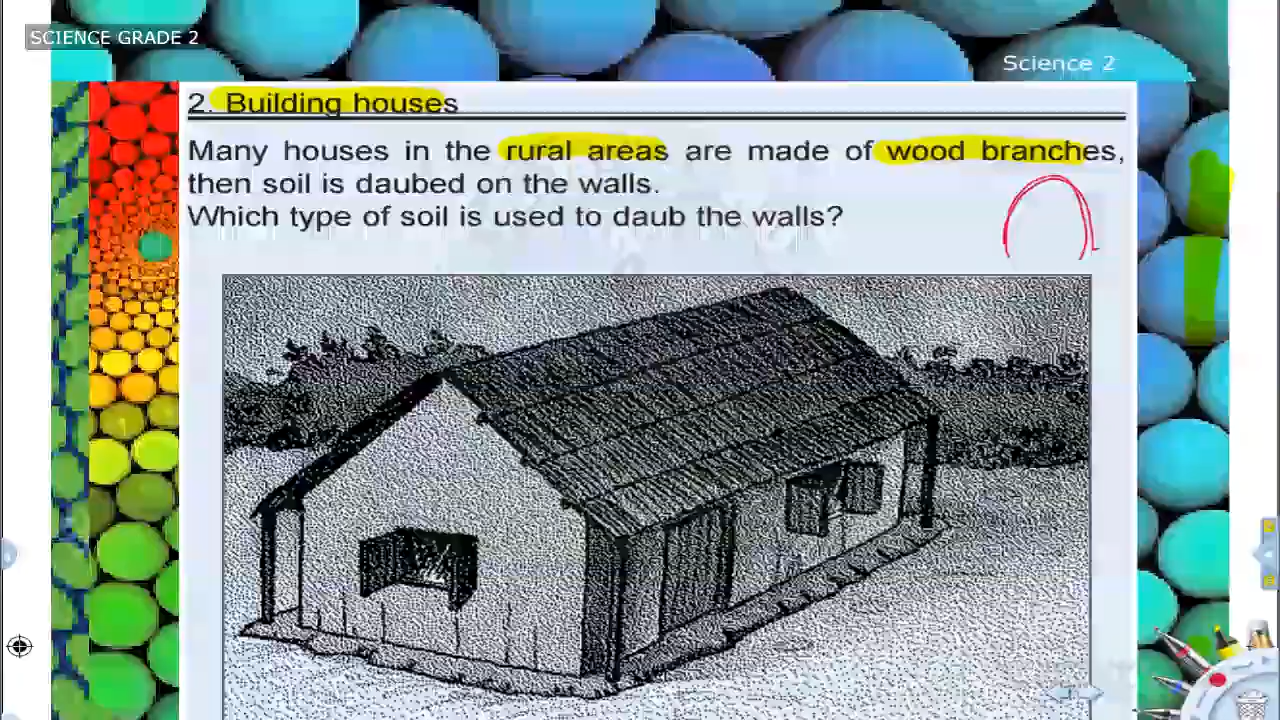 SCIENCE GRADE 2
Science 2
2. Building houses
Many houses in the rural areas are made of wood branches,
then soil is daubed on the walls.
Which type of soil is used to daub the walls?